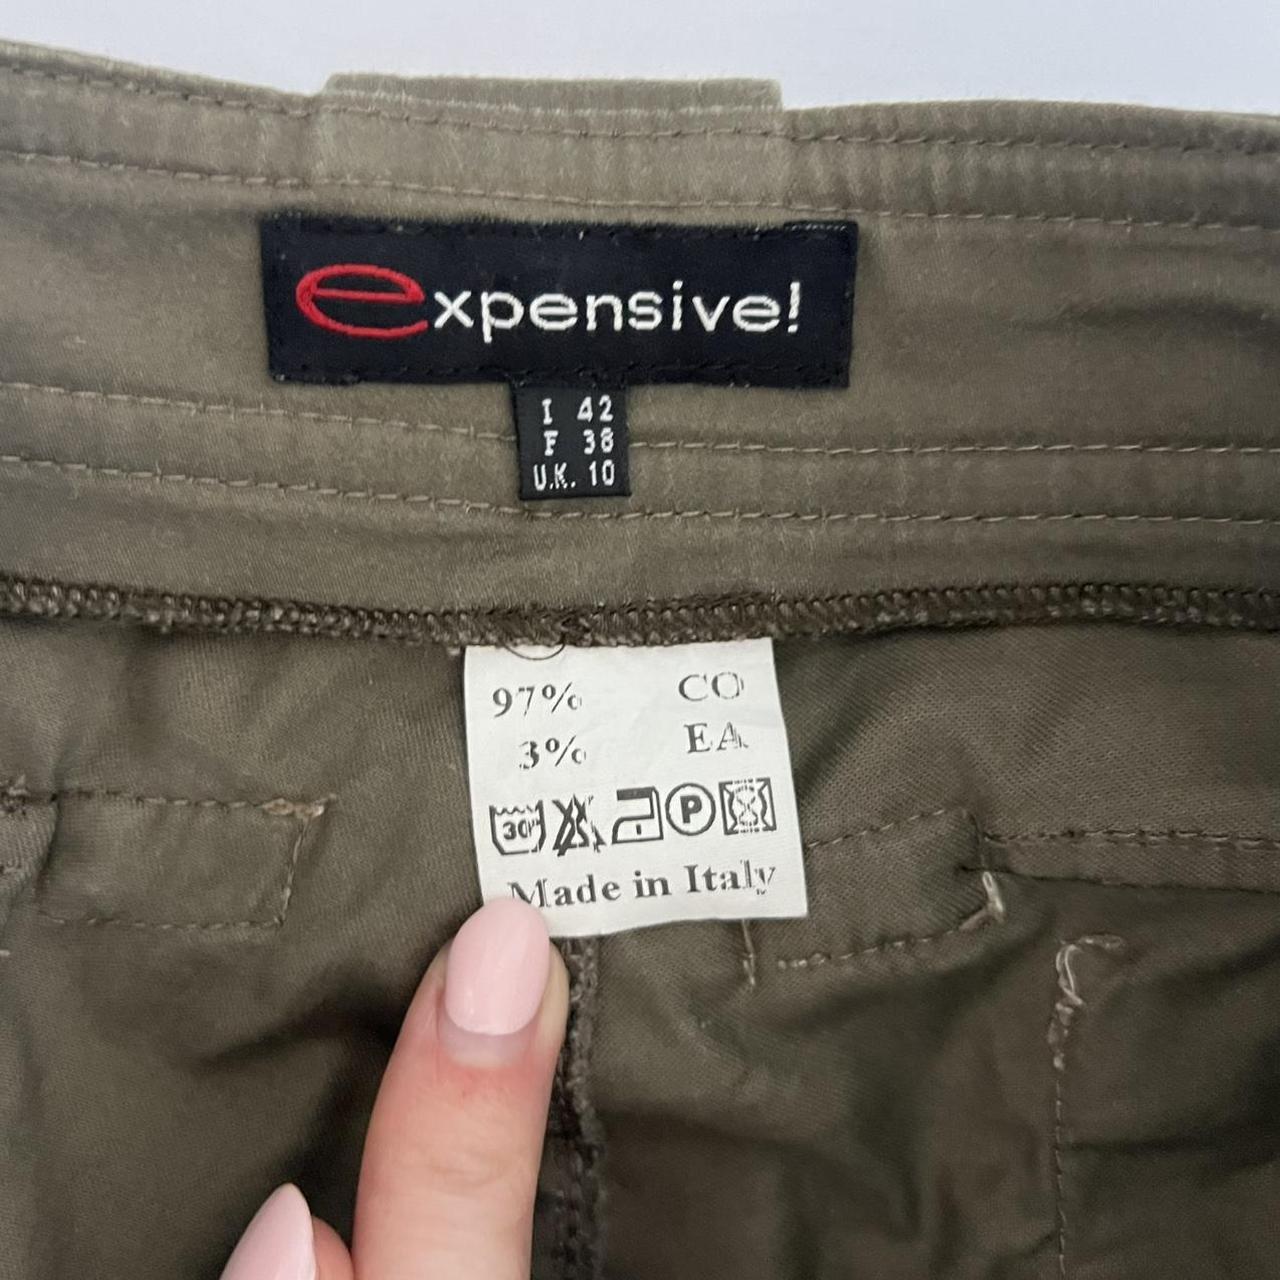 expensive!
I 42
F 38
U.K. 10
97% CO
3% EA
30° P
Made in Italy